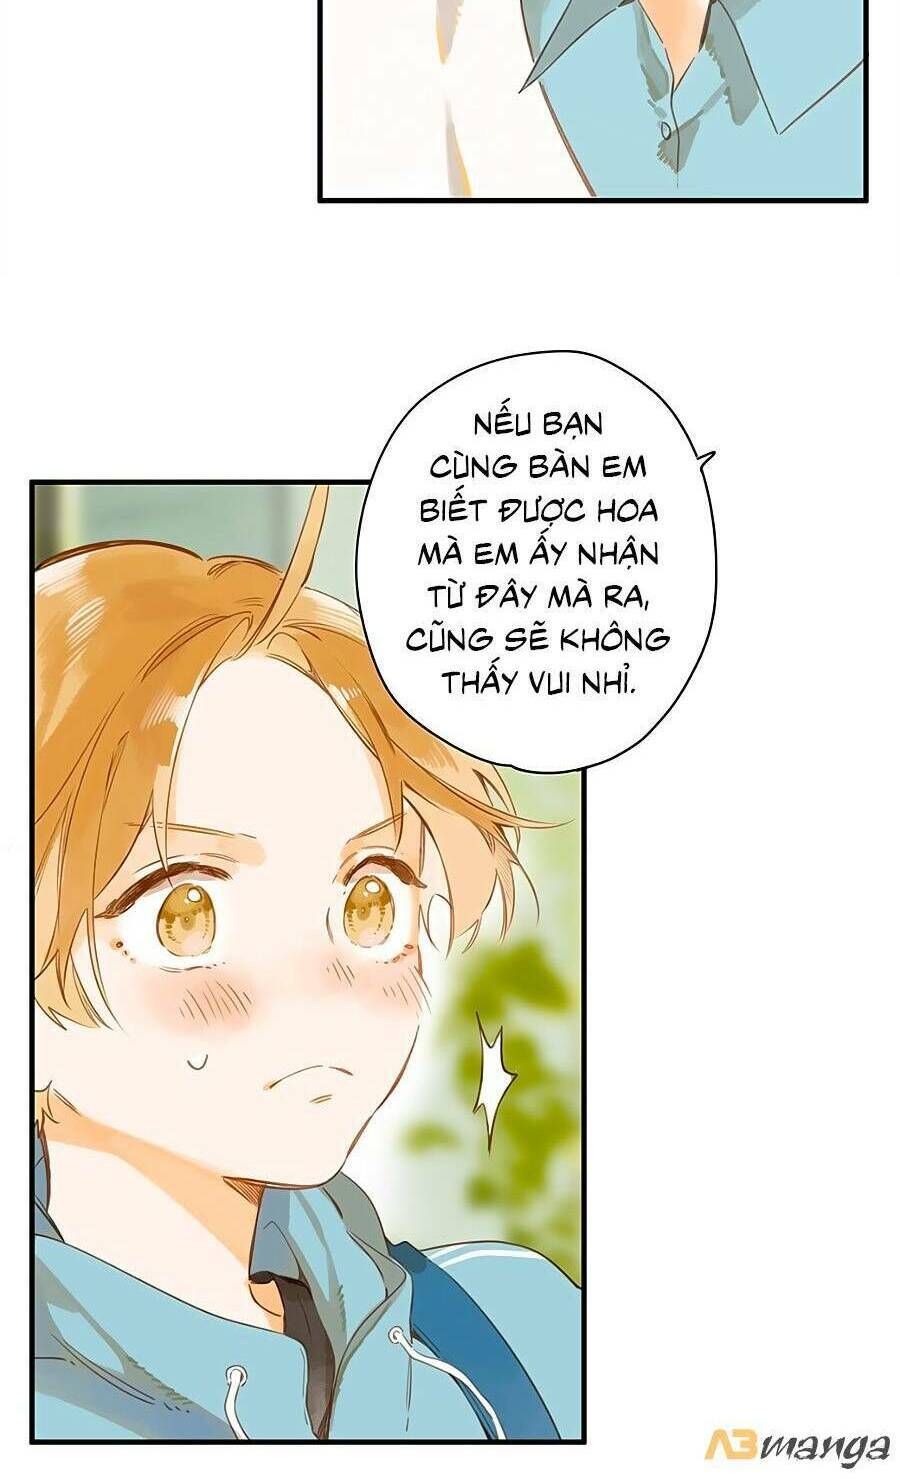 NẾU BẠN
CÙNG BÀN EM
BIẾT ĐƯỢC HOA
MÀ EM ẤY NHẬN
TỪ ĐÂY MÀ RA,
CŨNG SẼ KHÔNG
THẤY VUI NHỈ.
A3manga